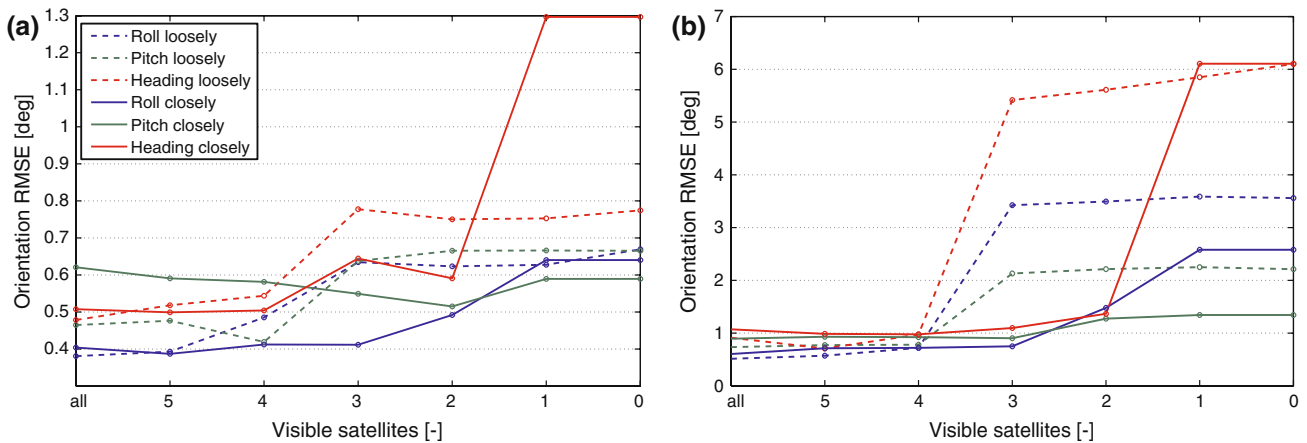 (a)
Orientation RMSE [deg]
1.3
1.2
1.1
1
0.9
0.8
0.7
0.6
0.5
0.4
Roll loosely
Pitch loosely
Heading loosely
Roll closely
Pitch closely
Heading closely
all 5 4 3 2 1 0
Visible satellites [-]
(b)
Orientation RMSE [deg]
7
6
5
4
3
2
1
0
all 5 4 3 2 1 0
Visible satellites [-]